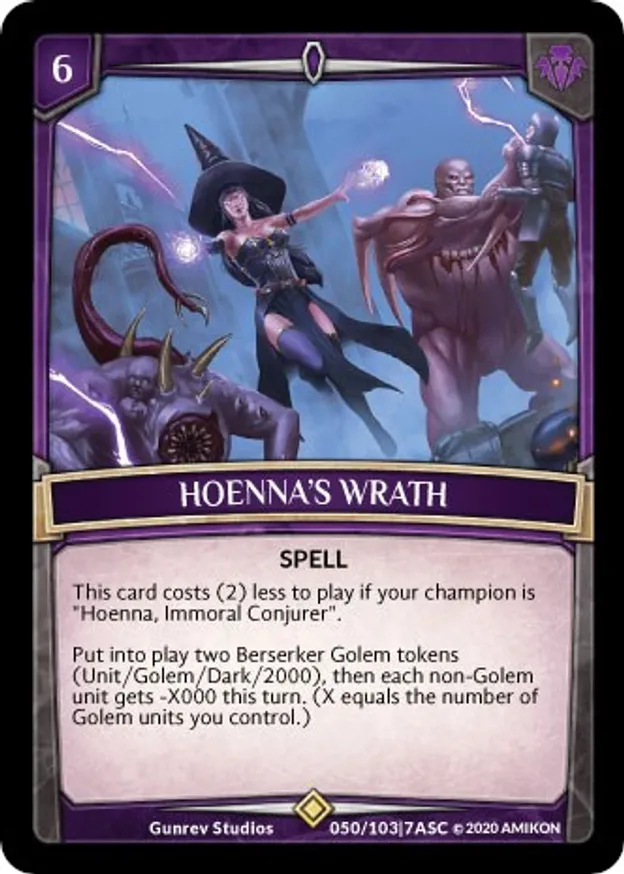 6
HOENNA'S WRATH
SPELL
This card costs (2) less to play if your champion is
"Hoenna, Immoral Conjurer".
Put into play two Berserker Golem tokens
(Unit/Golem/Dark/2000), then each non-Golem
unit gets -X000 this turn. (X equals the number of
Golem units you control.)
Gunrev Studios 050/103|7ASC © 2020 AMIKON